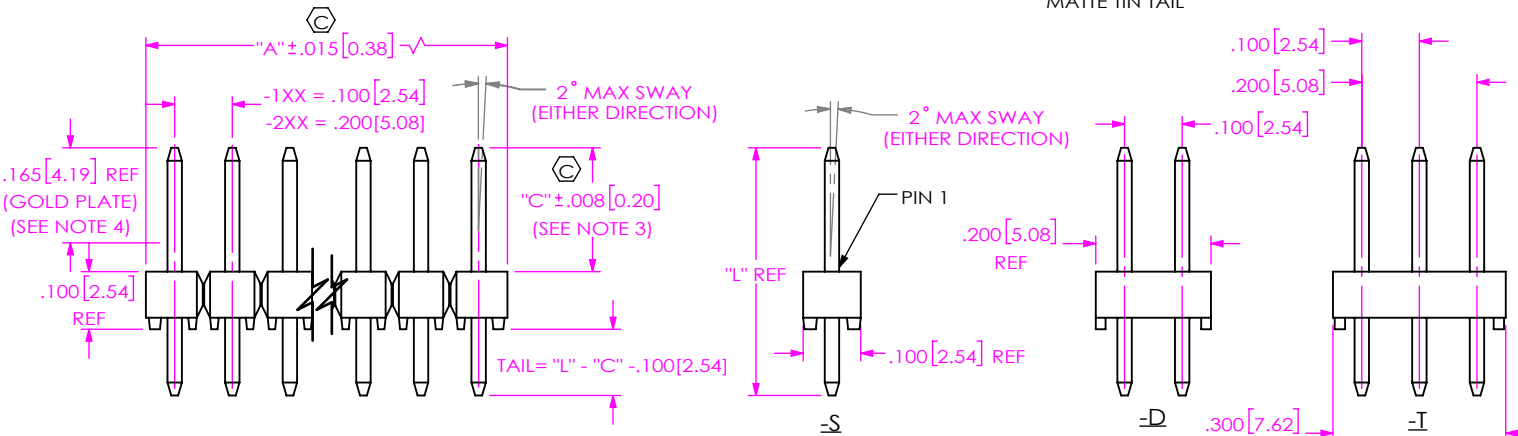 MATTE TIN TAIL
C
"A"±.015[0.38]
-1XX = .100[2.54]
-2XX = .200[5.08]
2° MAX SWAY
(EITHER DIRECTION)
.165[4.19] REF
(GOLD PLATE)
(SEE NOTE 4)
C
"C"±.008[0.20]
(SEE NOTE 3)
.100[2.54]
REF
TAIL= "L" - "C" -.100[2.54]
2° MAX SWAY
(EITHER DIRECTION)
PIN 1
"L" REF
.100[2.54] REF
-S
.100[2.54]
.200[5.08]
REF
-D
.100[2.54]
.200[5.08]
.300[7.62]
-T